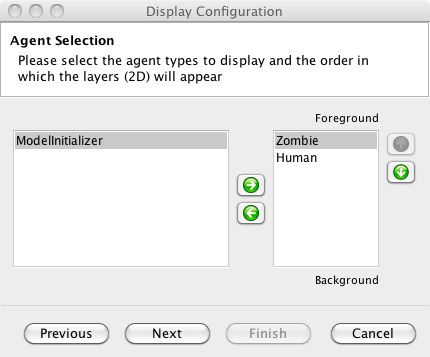 Display Configuration
Agent Selection
Please select the agent types to display and the order in
which the layers (2D) will appear
Foreground
ModelInitializer
Zombie
Human
Background
Previous
Next
Finish
Cancel